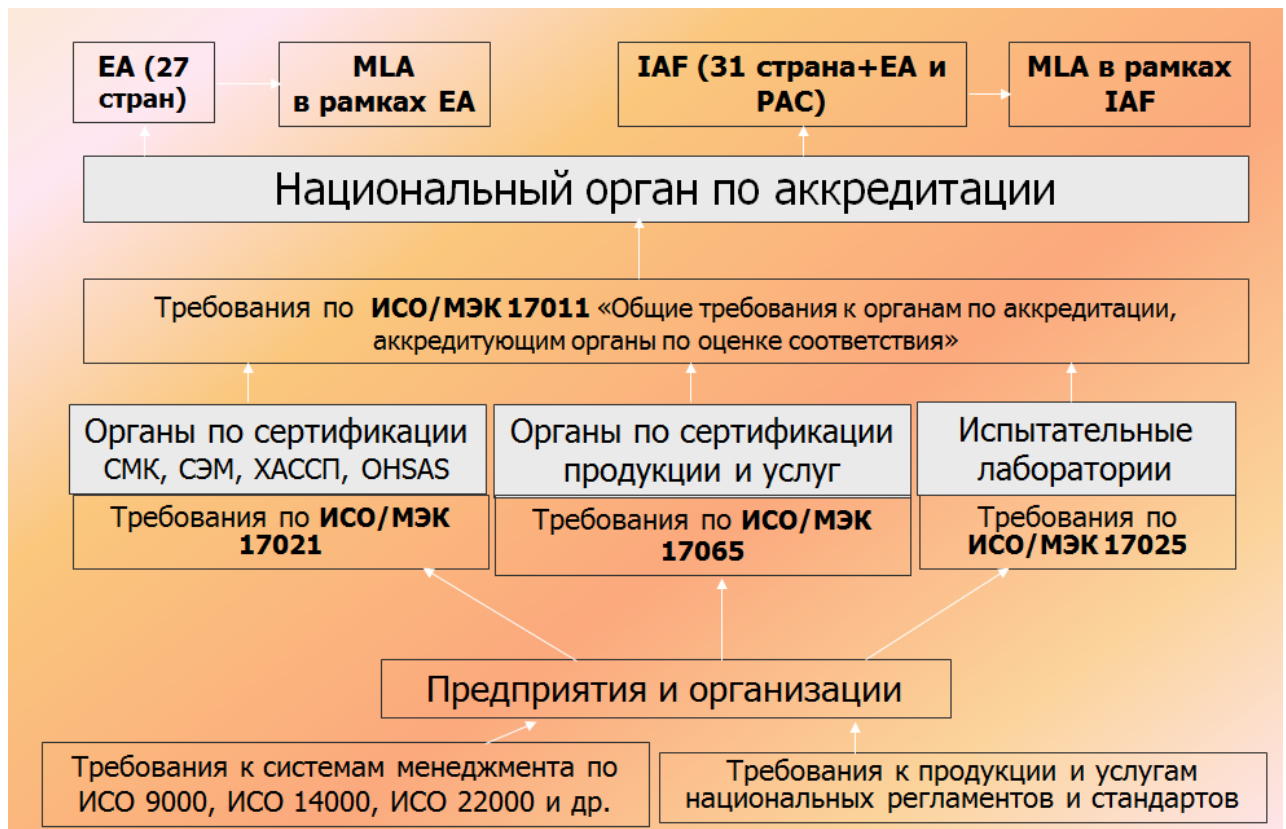 EA (27
стран)
MLA
в рамках EA
IAF (31 страна+EA и
PAC)
MLA в рамках
IAF
Национальный орган по аккредитации
Требования по ИСО/МЭК 17011 «Общие требования к органам по аккредитации,
аккредитующим органы по оценке соответствия»
Органы по сертификации
СМК, СЭМ, ХАССП, OHSAS
Органы по сертификации
продукции и услуг
Испытательные
лаборатории
Требования по ИСО/МЭК
17021
Требования по ИСО/МЭК
17065
Требования по
ИСО/МЭК 17025
Предприятия и организации
Требования к системам менеджмента по
ИСО 9000, ИСО 14000, ИСО 22000 и др.
Требования к продукции и услугам
национальных регламентов и стандартов